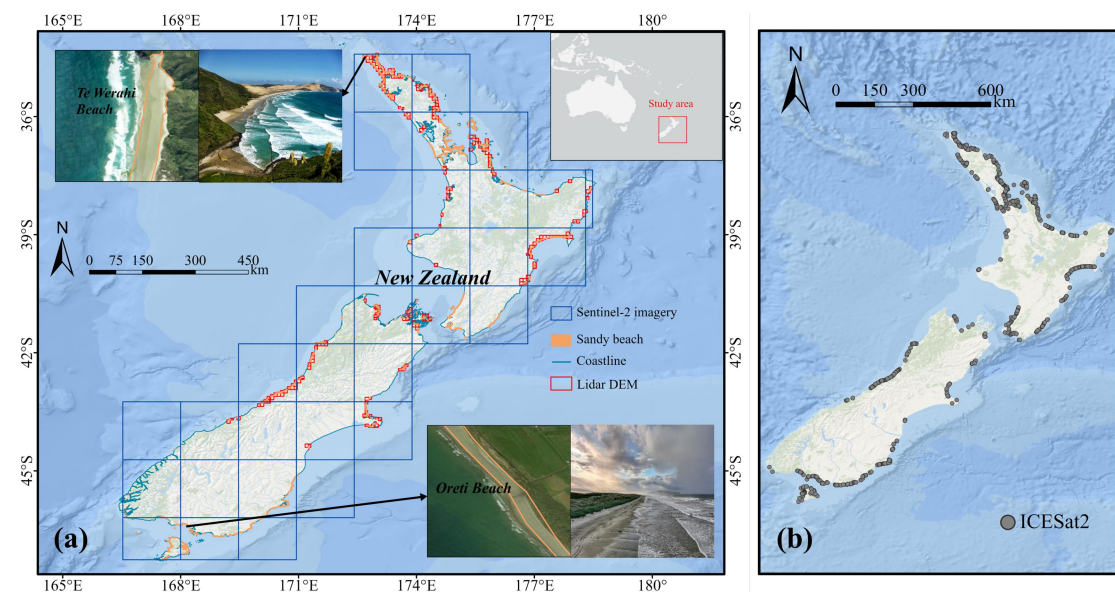 165°E 168°E 171°E 174°E 177°E 180°
Te Werahi
Beach
N
0 75 150 300 450
km
Study area
New Zealand
Sentinel-2 imagery
Sandy beach
Coastline
Lidar DEM
Oreti Beach
(a)
36°S
39°S
42°S
45°S
165°E 168°E 171°E 174°E 177°E 180°
N
0 150 300 600
km
36°S
39°S
42°S
45°S
ICESat2
(b)